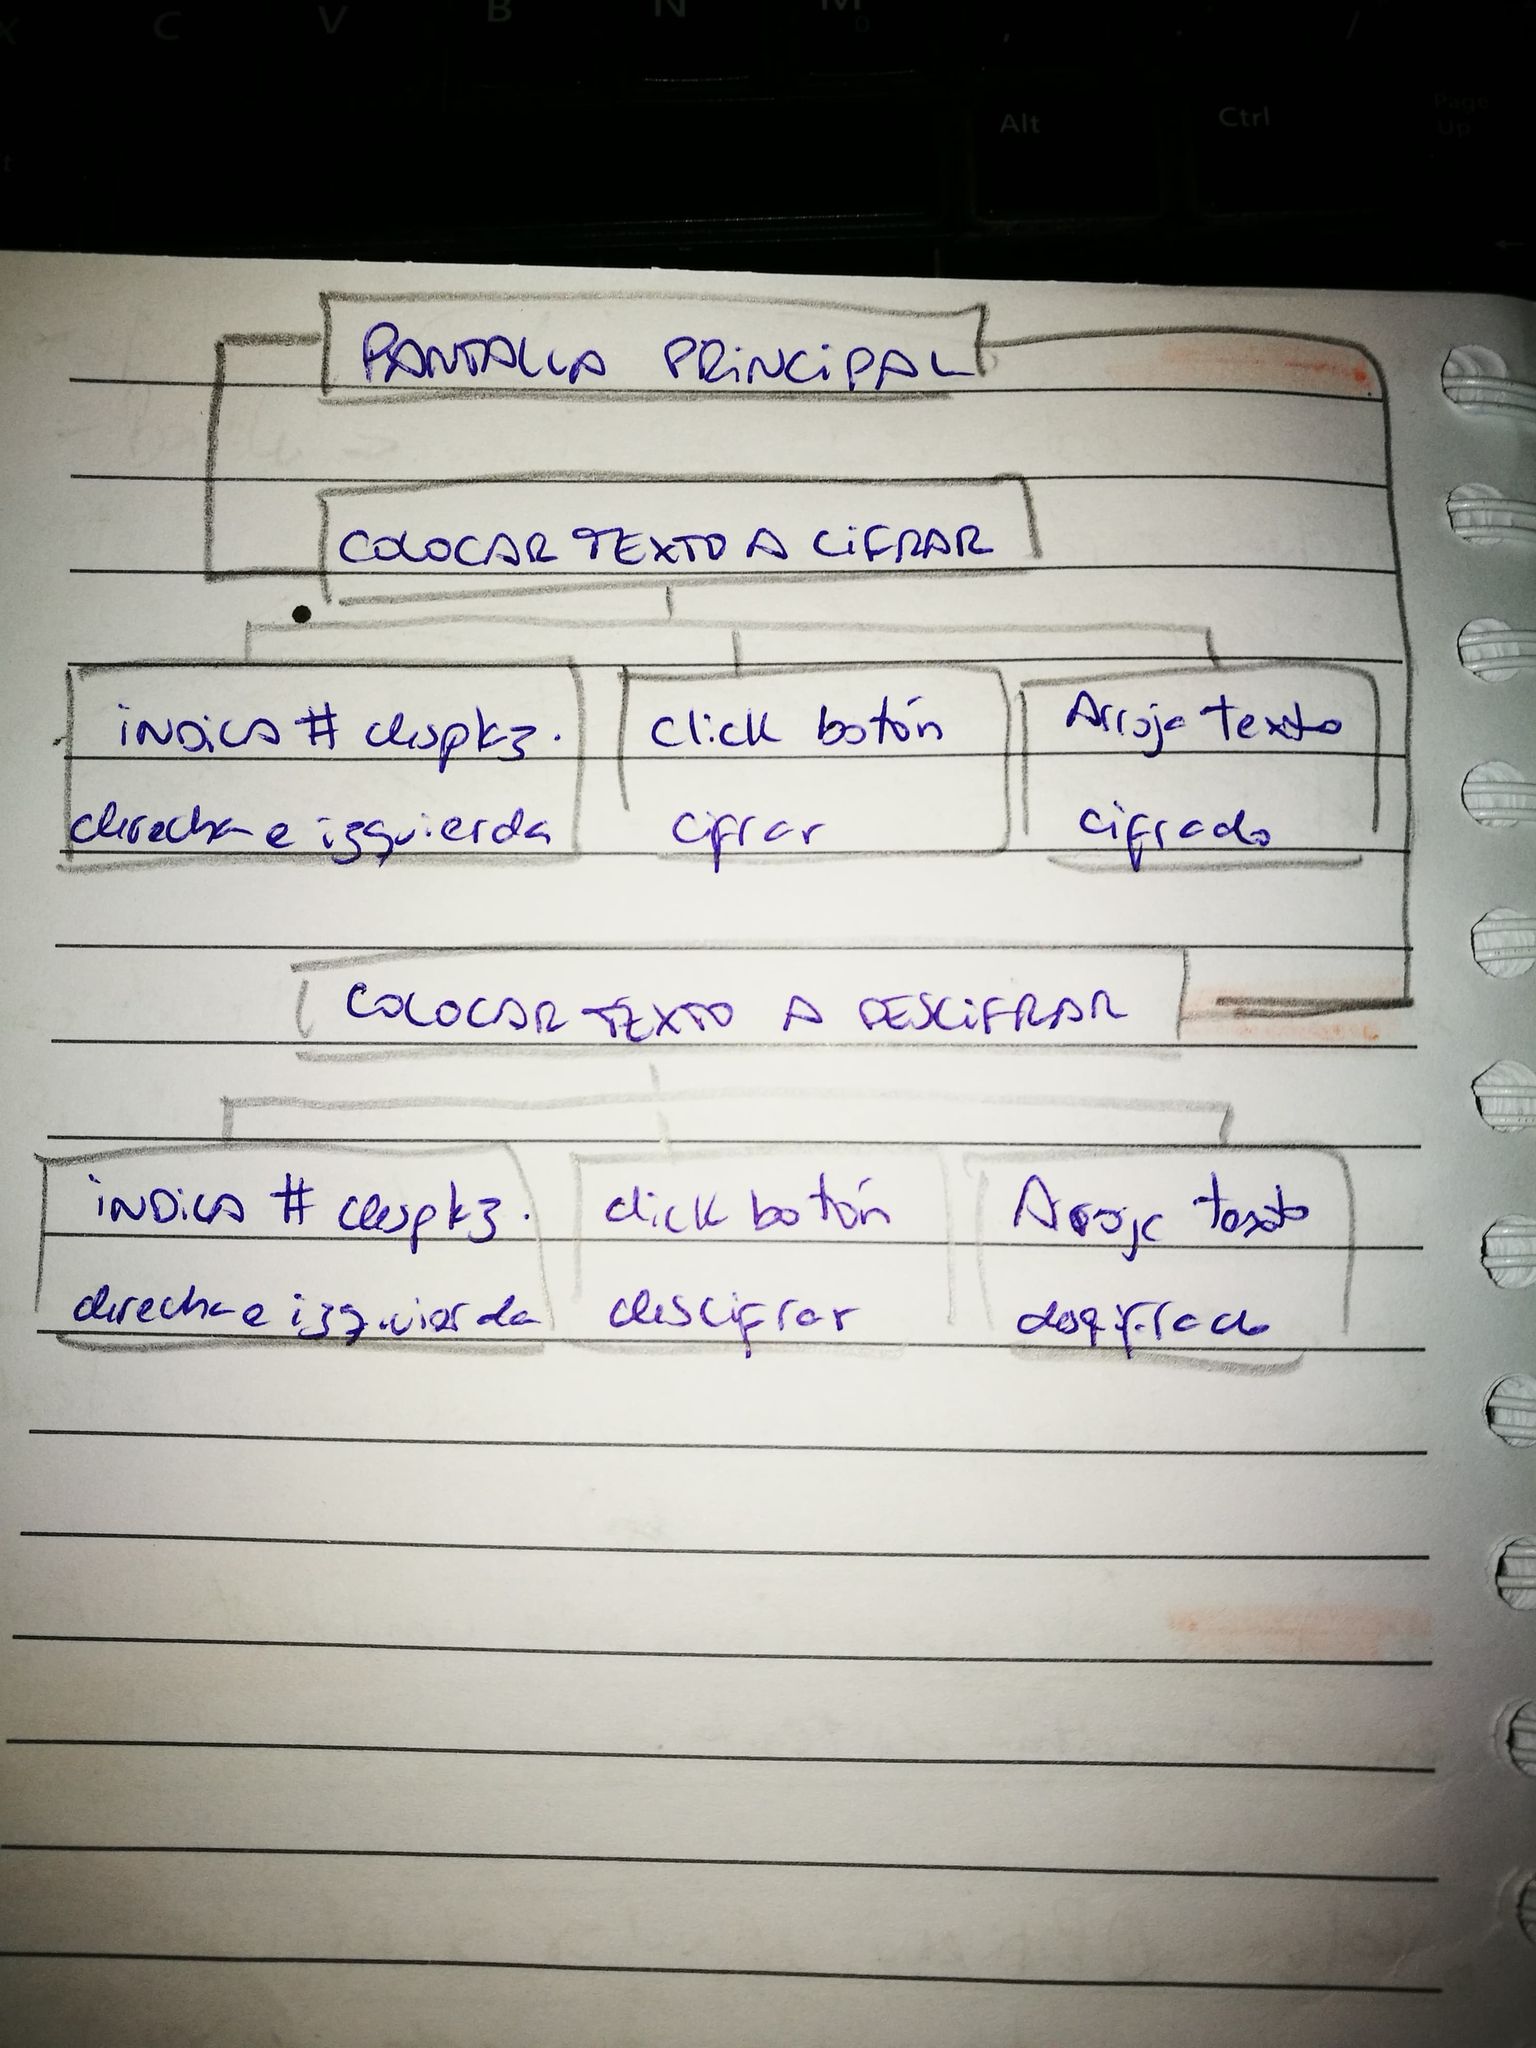 X C V B N M
Alt Ctrl Page
Up
PANTALLA PRINCIPAL
COLOCAR TEXTO A CIFRAR
INDICA # desplz.
derecha e izquierda
click botón
cifrar
Arroja texto
cifrado
COLOCAR TEXTO A DESCIFRAR
INDICA # desplz.
derecha e izquierda
click botón
descifrar
Arroja texto
descifrado